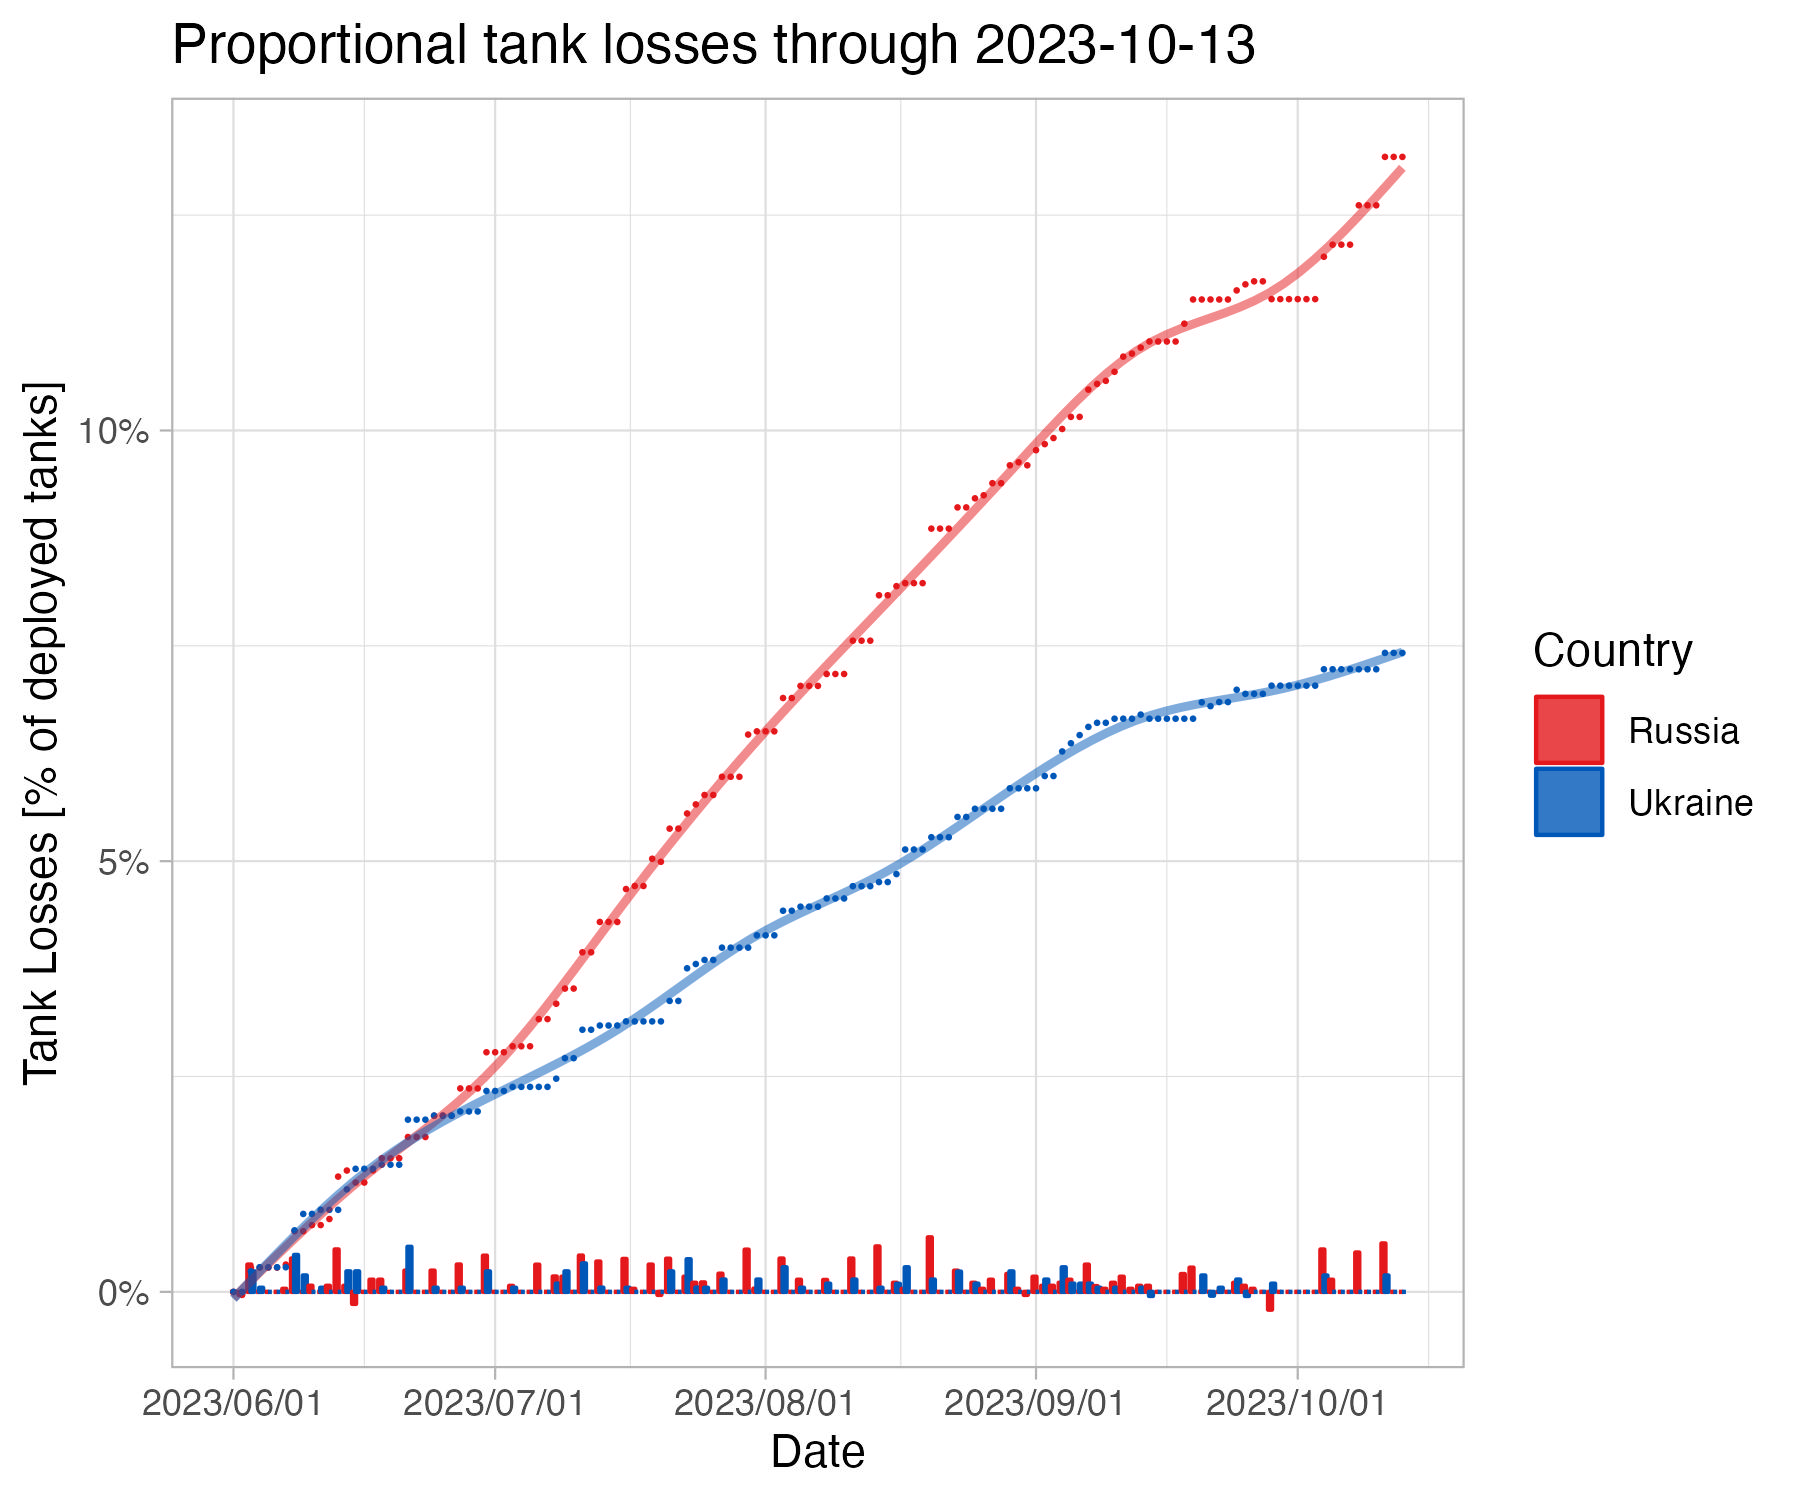 Proportional tank losses through 2023-10-13
Tank Losses [% of deployed tanks]
10%
5%
0%
2023/06/01
2023/07/01
2023/08/01
2023/09/01
2023/10/01
Date
Country
Russia
Ukraine